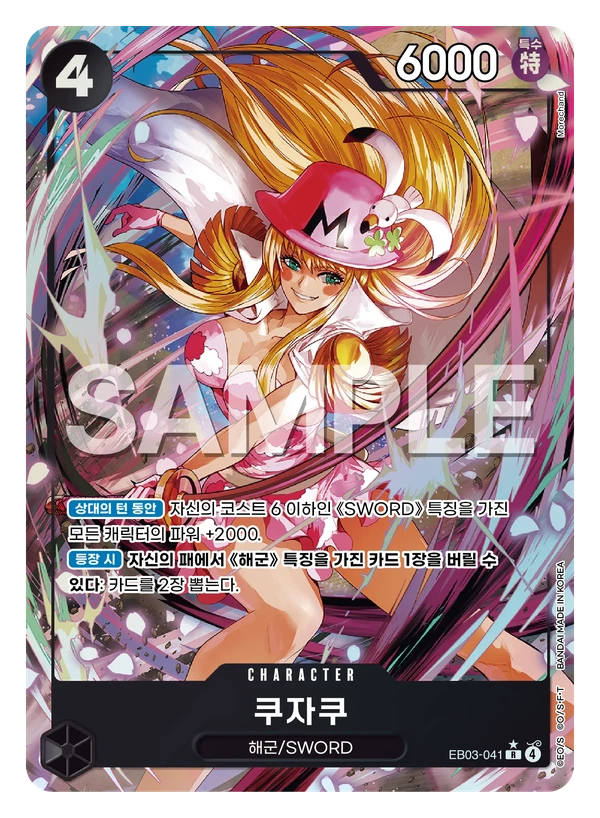 4
6000
특수
特
Morechand
M
SAMPLE
상대의 턴 동안 자신의 코스트 6 이하인 《SWORD》 특징을 가진
모든 캐릭터의 파워 +2000.
등장 시 자신의 패에서 《해군》 특징을 가진 카드 1장을 버릴 수
있다: 카드를 2장 뽑는다.
CHARACTER
쿠자쿠
해군/SWORD
EB03-041 ★ R 4
©EO/S ©O/S·F·T BANDAI MADE IN KOREA